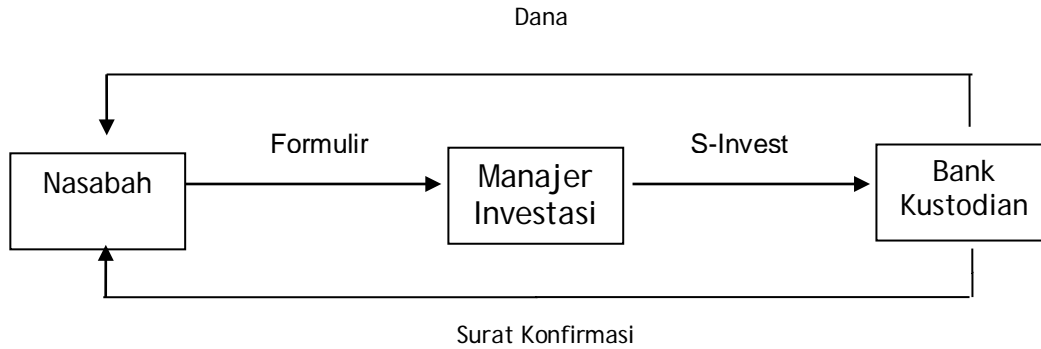 Dana
Formulir
S-Invest
Nasabah
Manajer
Investasi
Bank
Kustodian
Surat Konfirmasi